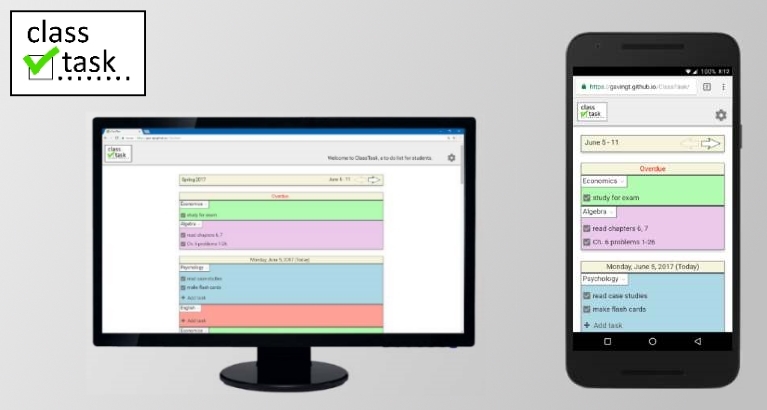 class
task
class
task
Welcome to ClassTask, a to-do list for students.
Spring 2017
June 5 - 11
Overdue
Economics
study for exam
Algebra
read chapters 6, 7
Ch. 6 problems 1-26
Monday, June 5, 2017 (Today)
Psychology
read case studies
make flash cards
+ Add task
English
+ Add task
Economics
100% 8:12
https://gavingt.github.io/ClassTask/
class
task
June 5 - 11
Overdue
Economics
study for exam
Algebra
read chapters 6, 7
Ch. 6 problems 1-26
Monday, June 5, 2017 (Today)
Psychology
read case studies
make flash cards
+ Add task